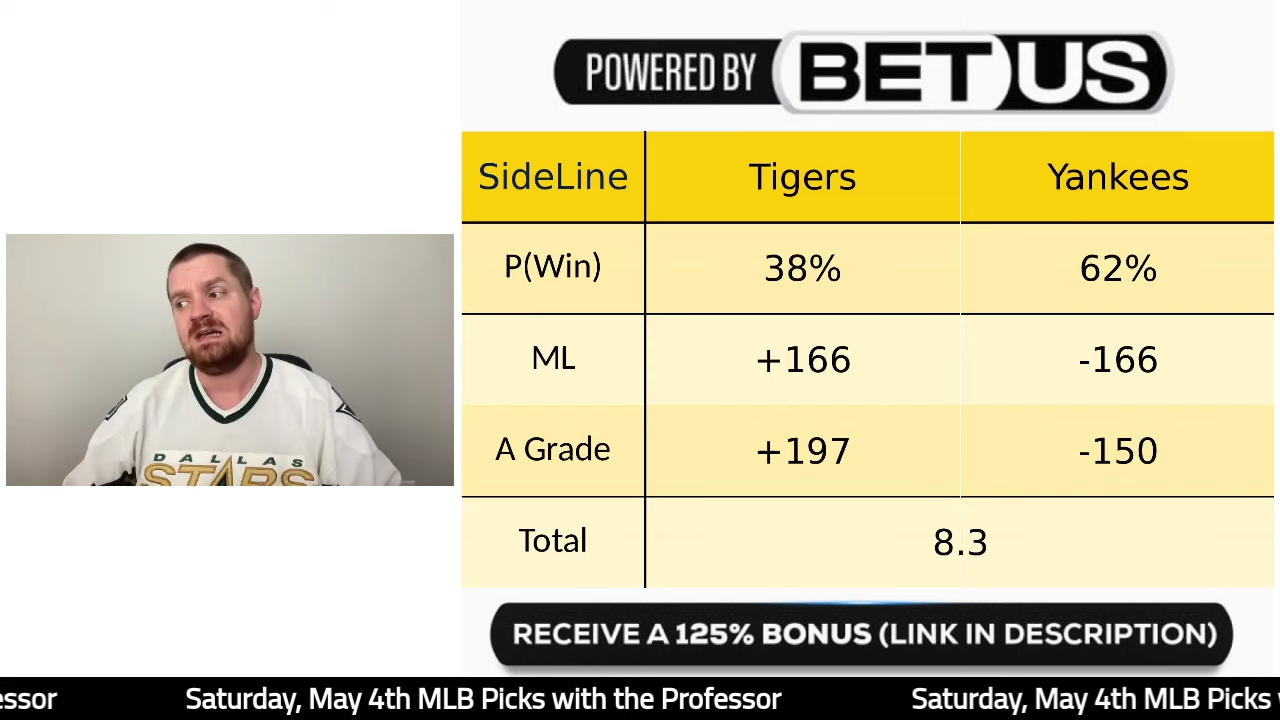 POWERED BY BETUS
SideLine Tigers Yankees
P(Win) 38% 62%
ML +166 -166
A Grade +197 -150
Total 8.3
DALLAS
STARS
RECEIVE A 125% BONUS (LINK IN DESCRIPTION)
essor Saturday, May 4th MLB Picks with the Professor Saturday, May 4th MLB Picks